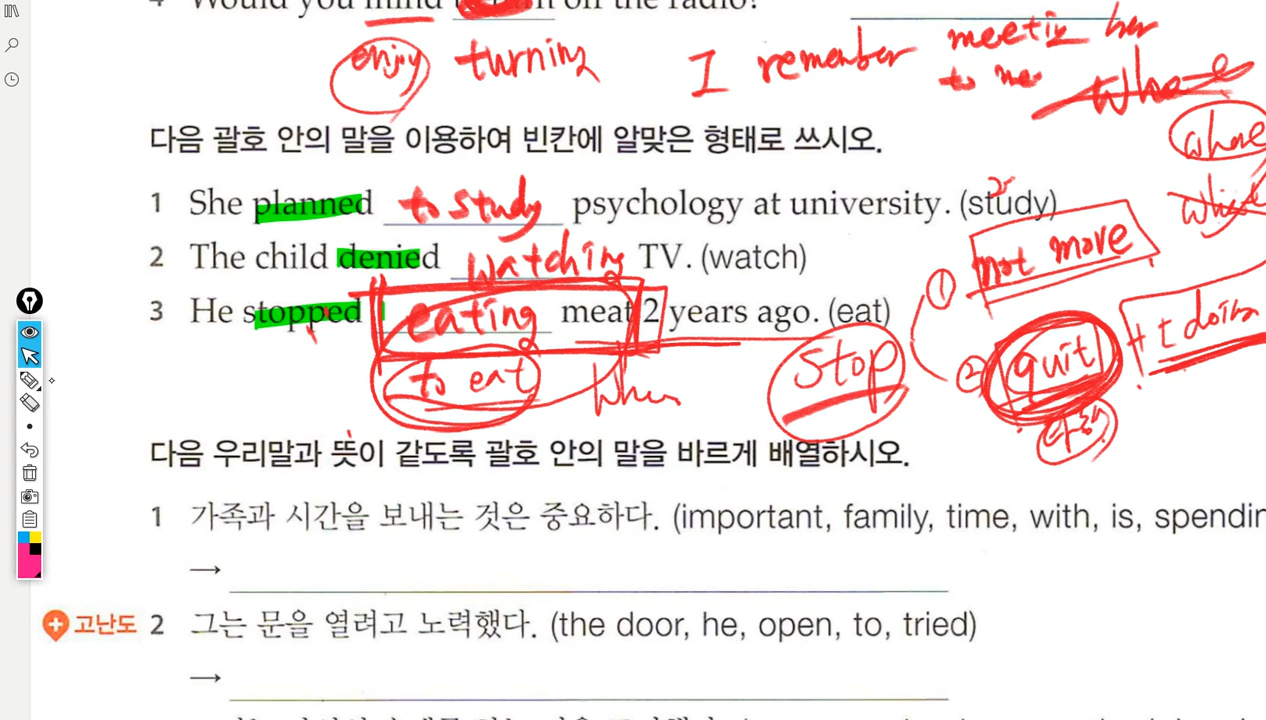 4 Would you mind on off the radio?
enjoy turning I remember meeting her
to me
where
다음 괄호 안의 말을 이용하여 빈칸에 알맞은 형태로 쓰시오.
1 She planned to study psychology at university. (study)
2 The child denied watching TV. (watch)
not move
①
3 He stopped eating meat 2 years ago. (eat)
to eat when stop ② quit
다음 우리말과 뜻이 같도록 괄호 안의 말을 바르게 배열하시오.
1 가족과 시간을 보내는 것은 중요하다. (important, family, time, with, is, spendin
→
고난도 2 그는 문을 열려고 노력했다. (the door, he, open, to, tried)
→